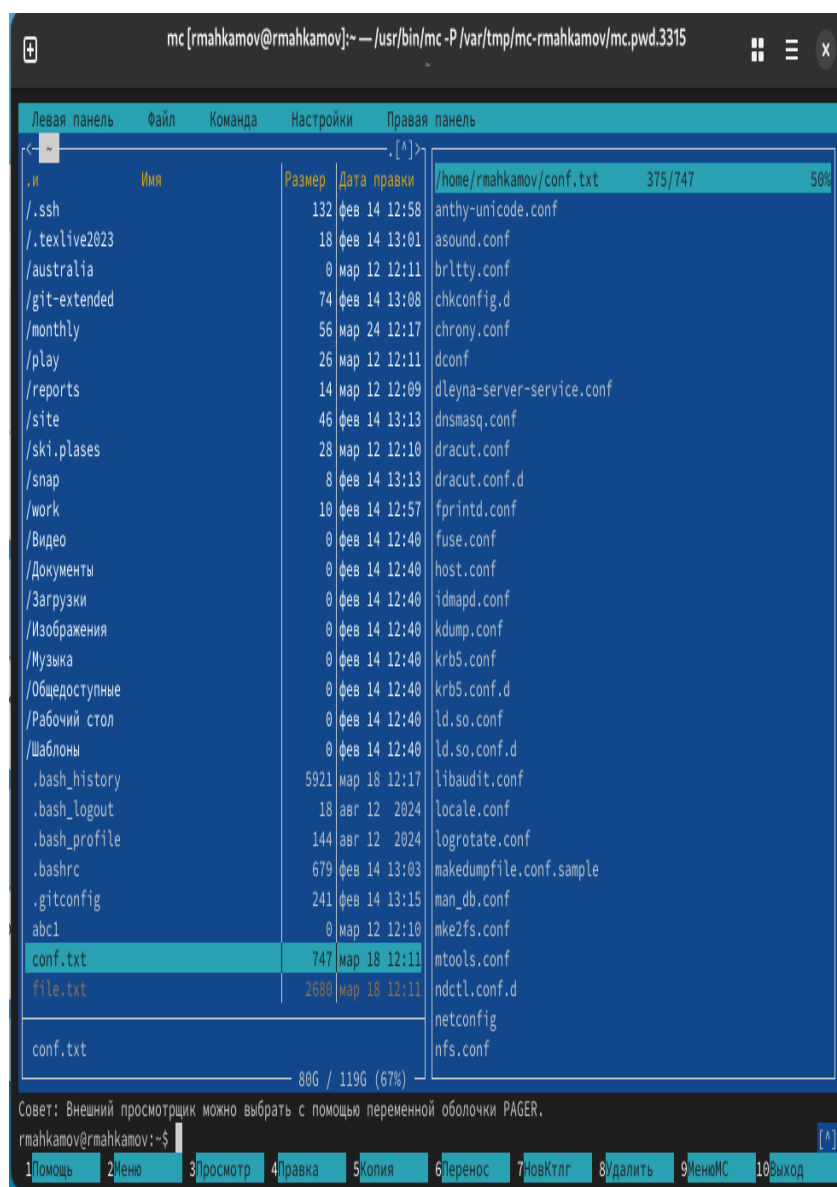 mc [rmahkamov@rmahkamov]:~ — /usr/bin/mc -P /var/tmp/mc-rmahkamov/mc.pwd.3315
~
Левая панель Файл Команда Настройки Правая панель
<— ~ .[^]>
.и Имя Размер Дата правки
/.ssh 132 фев 14 12:58
/.texlive2023 18 фев 14 13:01
/australia 0 мар 12 12:11
/git-extended 74 фев 14 13:08
/monthly 56 мар 24 12:17
/play 26 мар 12 12:11
/reports 14 мар 12 12:09
/site 46 фев 14 13:13
/ski.plases 28 мар 12 12:10
/snap 8 фев 14 13:13
/work 10 фев 14 12:57
/Видео 0 фев 14 12:40
/Документы 0 фев 14 12:40
/Загрузки 0 фев 14 12:40
/Изображения 0 фев 14 12:40
/Музыка 0 фев 14 12:40
/Общедоступные 0 фев 14 12:40
/Рабочий стол 0 фев 14 12:40
/Шаблоны 0 фев 14 12:40
.bash_history 5921 мар 18 12:17
.bash_logout 18 авг 12 2024
.bash_profile 144 авг 12 2024
.bashrc 679 фев 14 13:03
.gitconfig 241 фев 14 13:15
abc1 0 мар 12 12:10
conf.txt 747 мар 18 12:11
file.txt 2680 мар 18 12:11
conf.txt
80G / 119G (67%)
/home/rmahkamov/conf.txt 375/747 50%
anthy-unicode.conf
asound.conf
brltty.conf
chkconfig.d
chrony.conf
dconf
dleyna-server-service.conf
dnsmasq.conf
dracut.conf
dracut.conf.d
fprintd.conf
fuse.conf
host.conf
idmapd.conf
kdump.conf
krb5.conf
krb5.conf.d
ld.so.conf
ld.so.conf.d
libaudit.conf
locale.conf
logrotate.conf
makedumpfile.conf.sample
man_db.conf
mke2fs.conf
mtools.conf
ndctl.conf.d
netconfig
nfs.conf
Совет: Внешний просмотрщик можно выбрать с помощью переменной оболочки PAGER.
rmahkamov@rmahkamov:~$ [^]
1Помощь 2Меню 3Просмотр 4Правка 5Копия 6Перенос 7НовКтлг 8Удалить 9МенюMC 10Выход